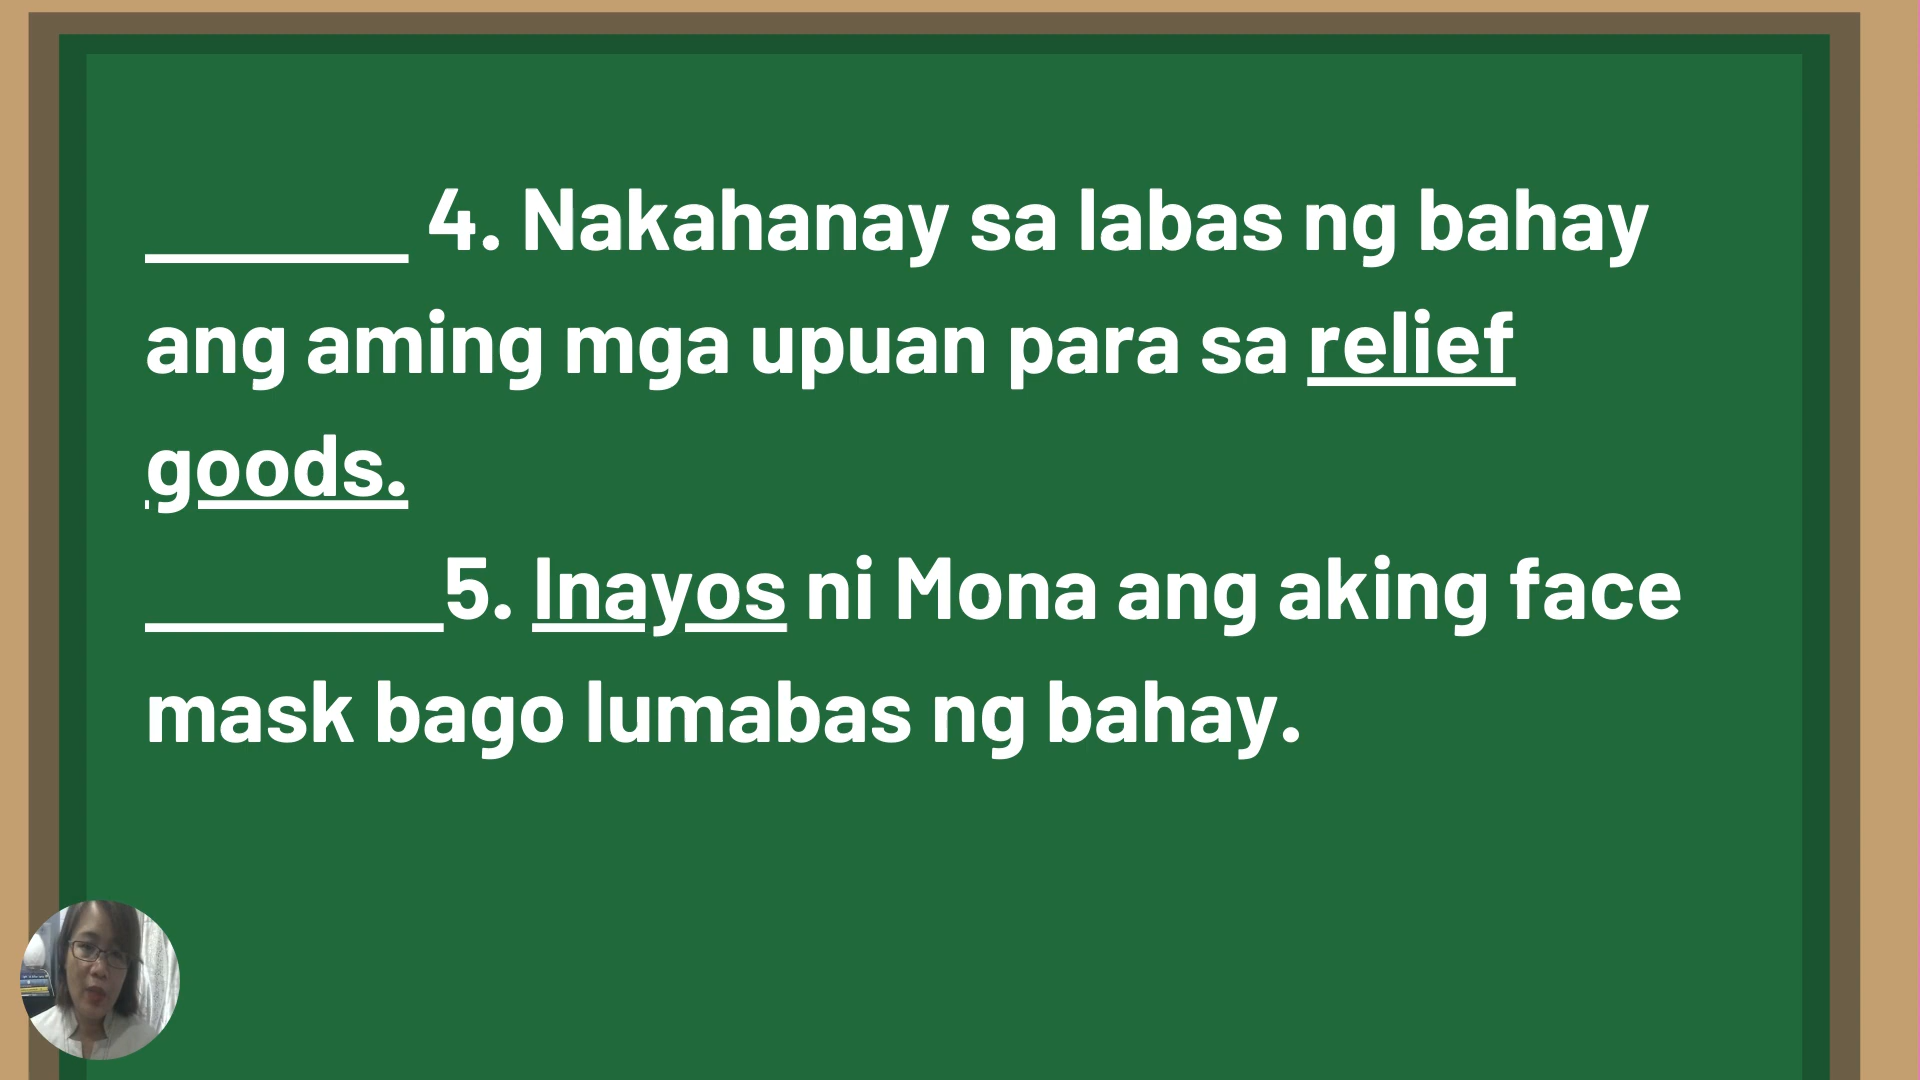 _______ 4. Nakahanay sa labas ng bahay
ang aming mga upuan para sa relief
goods.
________5. Inayos ni Mona ang aking face
mask bago lumabas ng bahay.